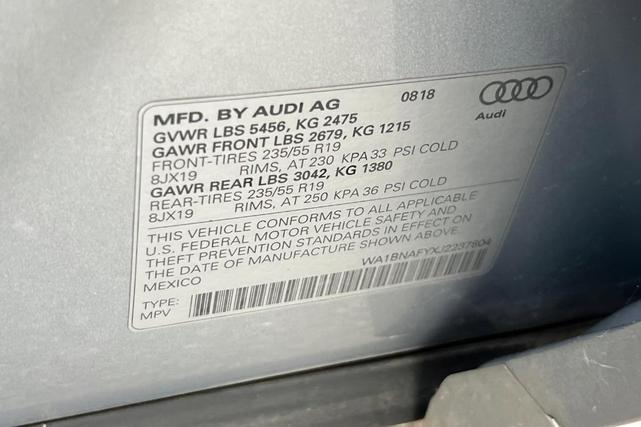 MFD. BY AUDI AG 0818
GVWR LBS 5456, KG 2475
GAWR FRONT LBS 2679, KG 1215
FRONT-TIRES 235/55 R19
8JX19 RIMS, AT 230 KPA 33 PSI COLD
GAWR REAR LBS 3042, KG 1380
REAR-TIRES 235/55 R19
8JX19 RIMS, AT 250 KPA 36 PSI COLD
Audi
THIS VEHICLE CONFORMS TO ALL APPLICABLE
U.S. FEDERAL MOTOR VEHICLE SAFETY AND
THEFT PREVENTION STANDARDS IN EFFECT ON
THE DATE OF MANUFACTURE SHOWN ABOVE.
MEXICO WA1BNAFYXJ2237804
TYPE:
MPV